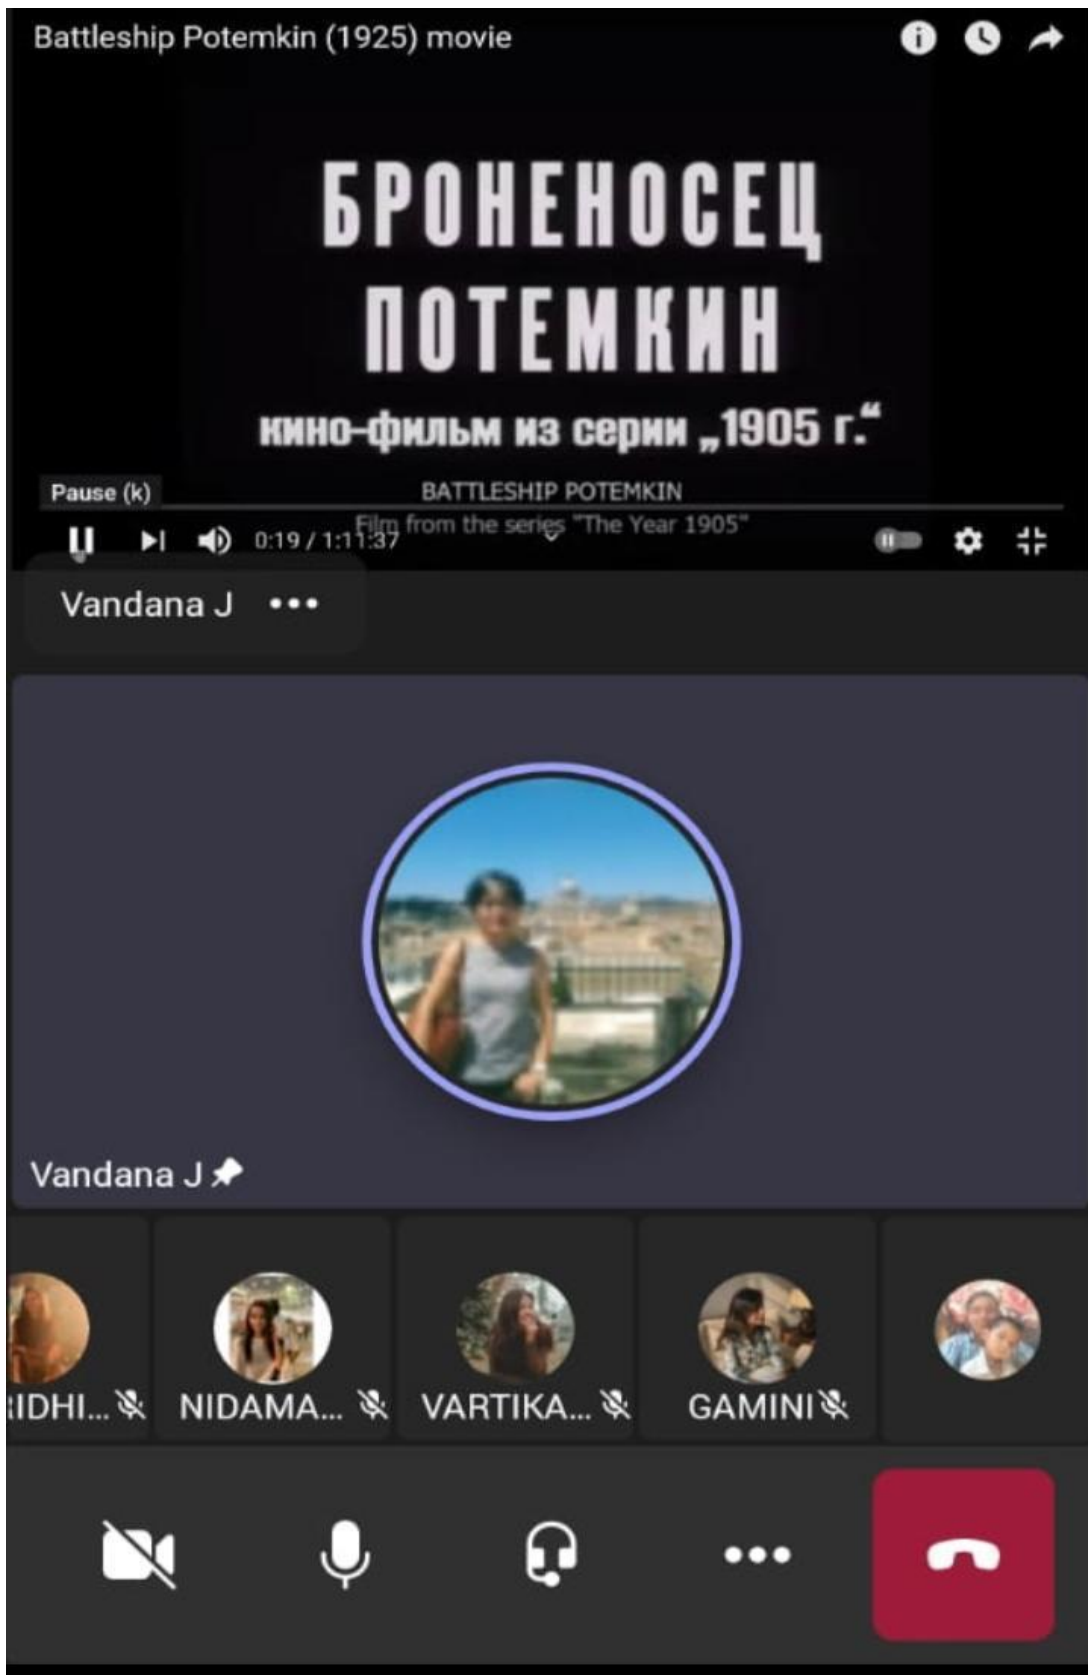 Battleship Potemkin (1925) movie
БРОНЕНОСЕЦ
ПОТЕМКИН
кино-фильм из серии „1905 г.“
Pause (k)
BATTLESHIP POTEMKIN
Film from the series "The Year 1905"
0:19 / 1:11:37
Vandana J
Vandana J
IDHI...
NIDAMA...
VARTIKA...
GAMINI